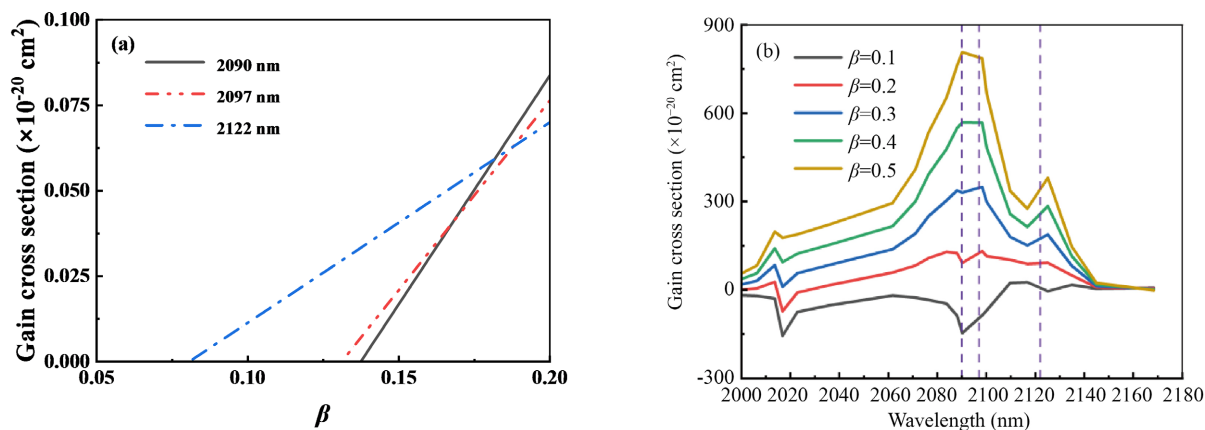 (a)
2090 nm
2097 nm
2122 nm
Gain cross section (×10⁻²⁰ cm²)
0.100
0.075
0.050
0.025
0.000
0.05 0.10 0.15 0.20
β
(b)
β=0.1
β=0.2
β=0.3
β=0.4
β=0.5
Gain cross section (×10⁻²⁰ cm²)
900
600
300
0
-300
2000 2020 2040 2060 2080 2100 2120 2140 2160 2180
Wavelength (nm)